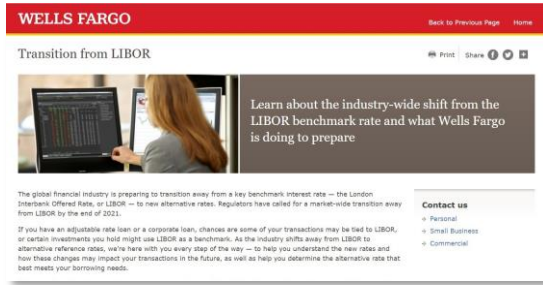 WELLS FARGO
Back to Previous Page Home
Transition from LIBOR
Print Share
Learn about the industry-wide shift from the
LIBOR benchmark rate and what Wells Fargo
is doing to prepare
The global financial industry is preparing to transition away from a key benchmark interest rate — the London
Interbank Offered Rate, or LIBOR — to new alternative rates. Regulators have called for a market-wide transition away
from LIBOR by the end of 2021.
If you have an adjustable rate loan or a corporate loan, chances are some of your transactions may be tied to LIBOR,
or certain investments you hold might use LIBOR as a benchmark. As the industry shifts away from LIBOR to
alternative reference rates, we're here with you every step of the way — to help you understand the new rates and
how these changes may impact your transactions in the future, as well as help you determine the alternative rate that
best meets your borrowing needs.
Contact us
Personal
Small Business
Commercial